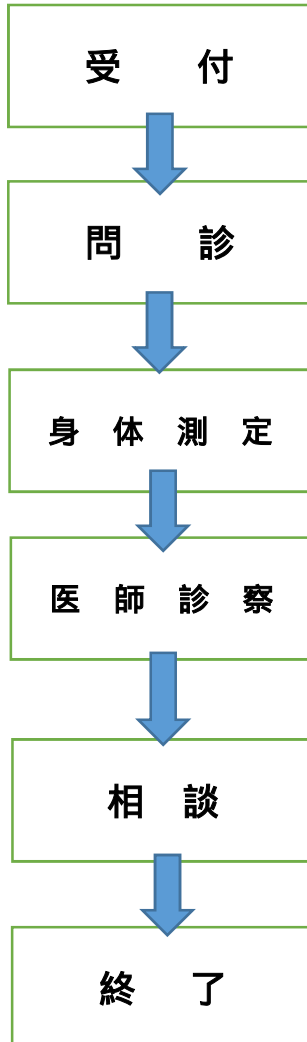 受　付
問　診
身 体 測 定
医 師 診 察
相 談
終 了